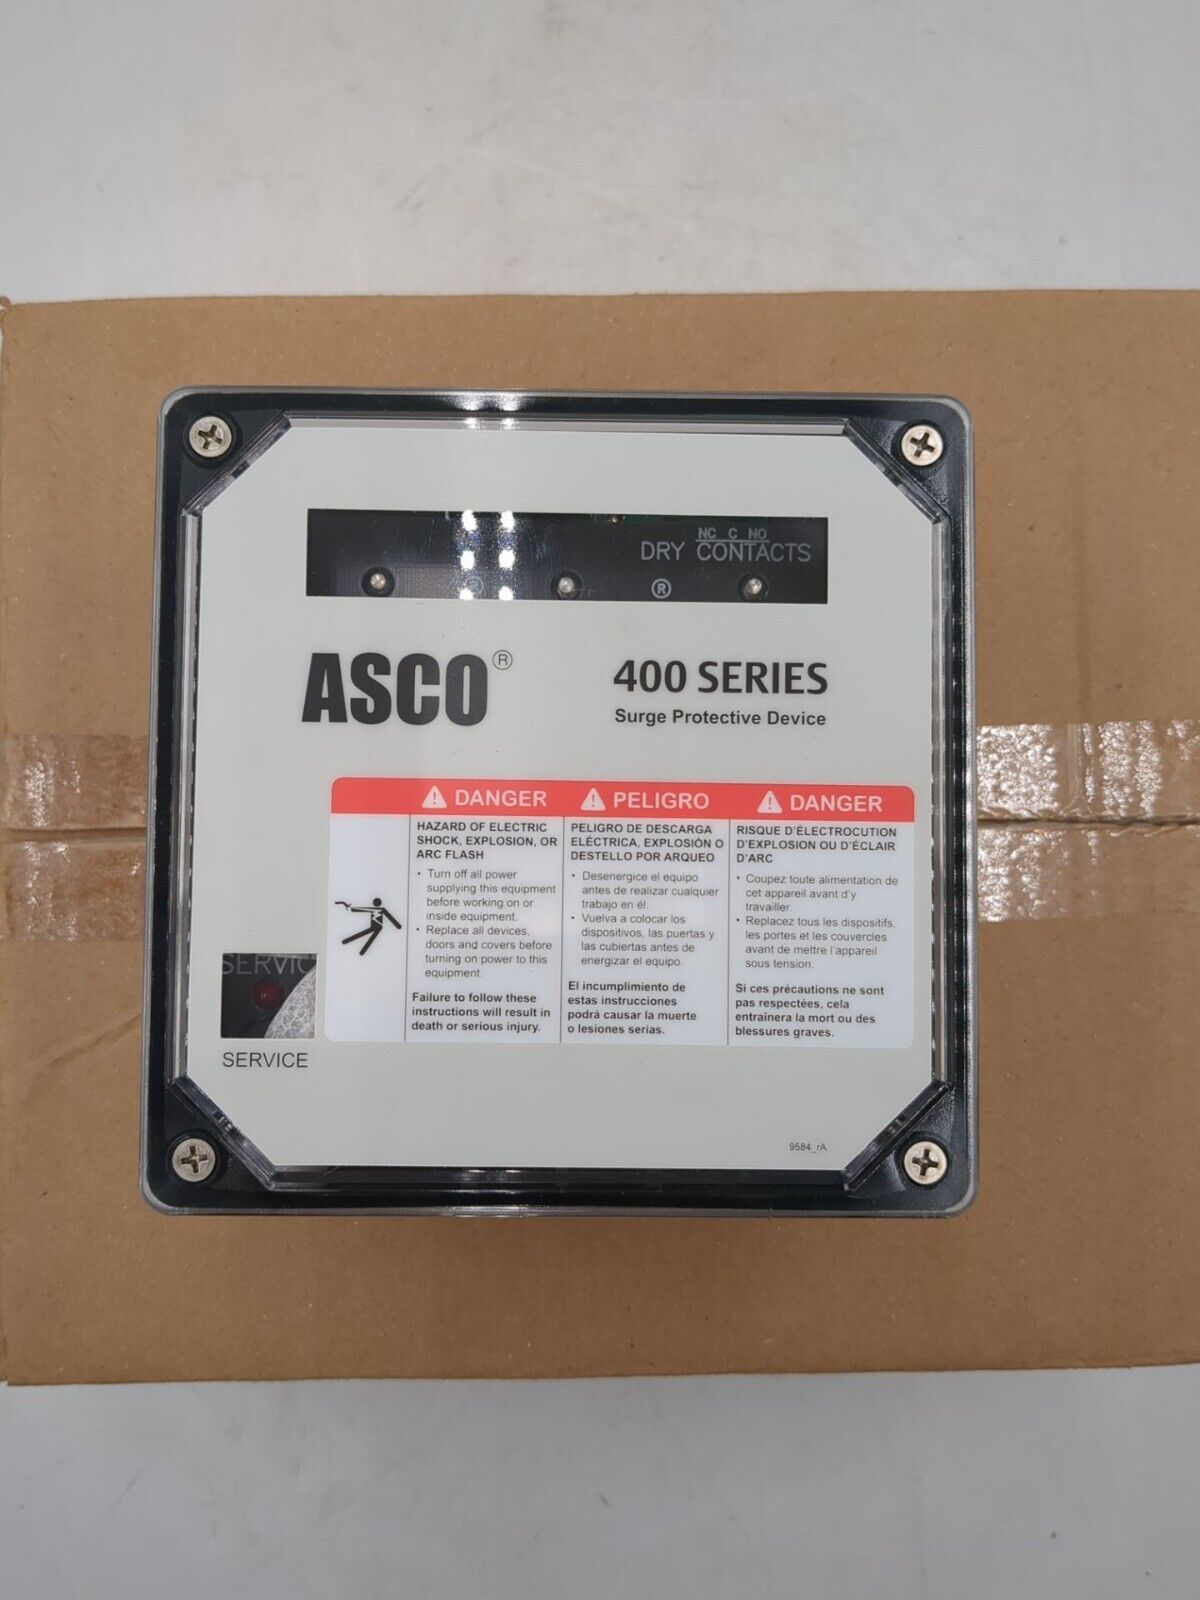 NC C NO
DRY CONTACTS
®
®
ASCO®
400 SERIES
Surge Protective Device
DANGER
HAZARD OF ELECTRIC
SHOCK, EXPLOSION, OR
ARC FLASH
• Turn off all power
supplying this equipment
before working on or
inside equipment.
• Replace all devices,
doors and covers before
turning on power to this
equipment.
Failure to follow these
instructions will result in
death or serious injury.
PELIGRO
PELIGRO DE DESCARGA
ELÉCTRICA, EXPLOSIÓN O
DESTELLO POR ARQUEO
• Desenergice el equipo
antes de realizar cualquier
trabajo en él.
• Vuelva a colocar los
dispositivos, las puertas y
las cubiertas antes de
energizar el equipo.
El incumplimiento de
estas instrucciones
podrá causar la muerte
o lesiones serias.
DANGER
RISQUE D'ÉLECTROCUTION
D'EXPLOSION OU D'ÉCLAIR
D'ARC
• Coupez toute alimentation de
cet appareil avant d'y
travailler.
• Replacez tous les dispositifs,
les portes et les couvercles
avant de mettre l'appareil
sous tension.
Si ces précautions ne sont
pas respectées, cela
entraînera la mort ou des
blessures graves.
SERVIC
SERVICE
9584_rA